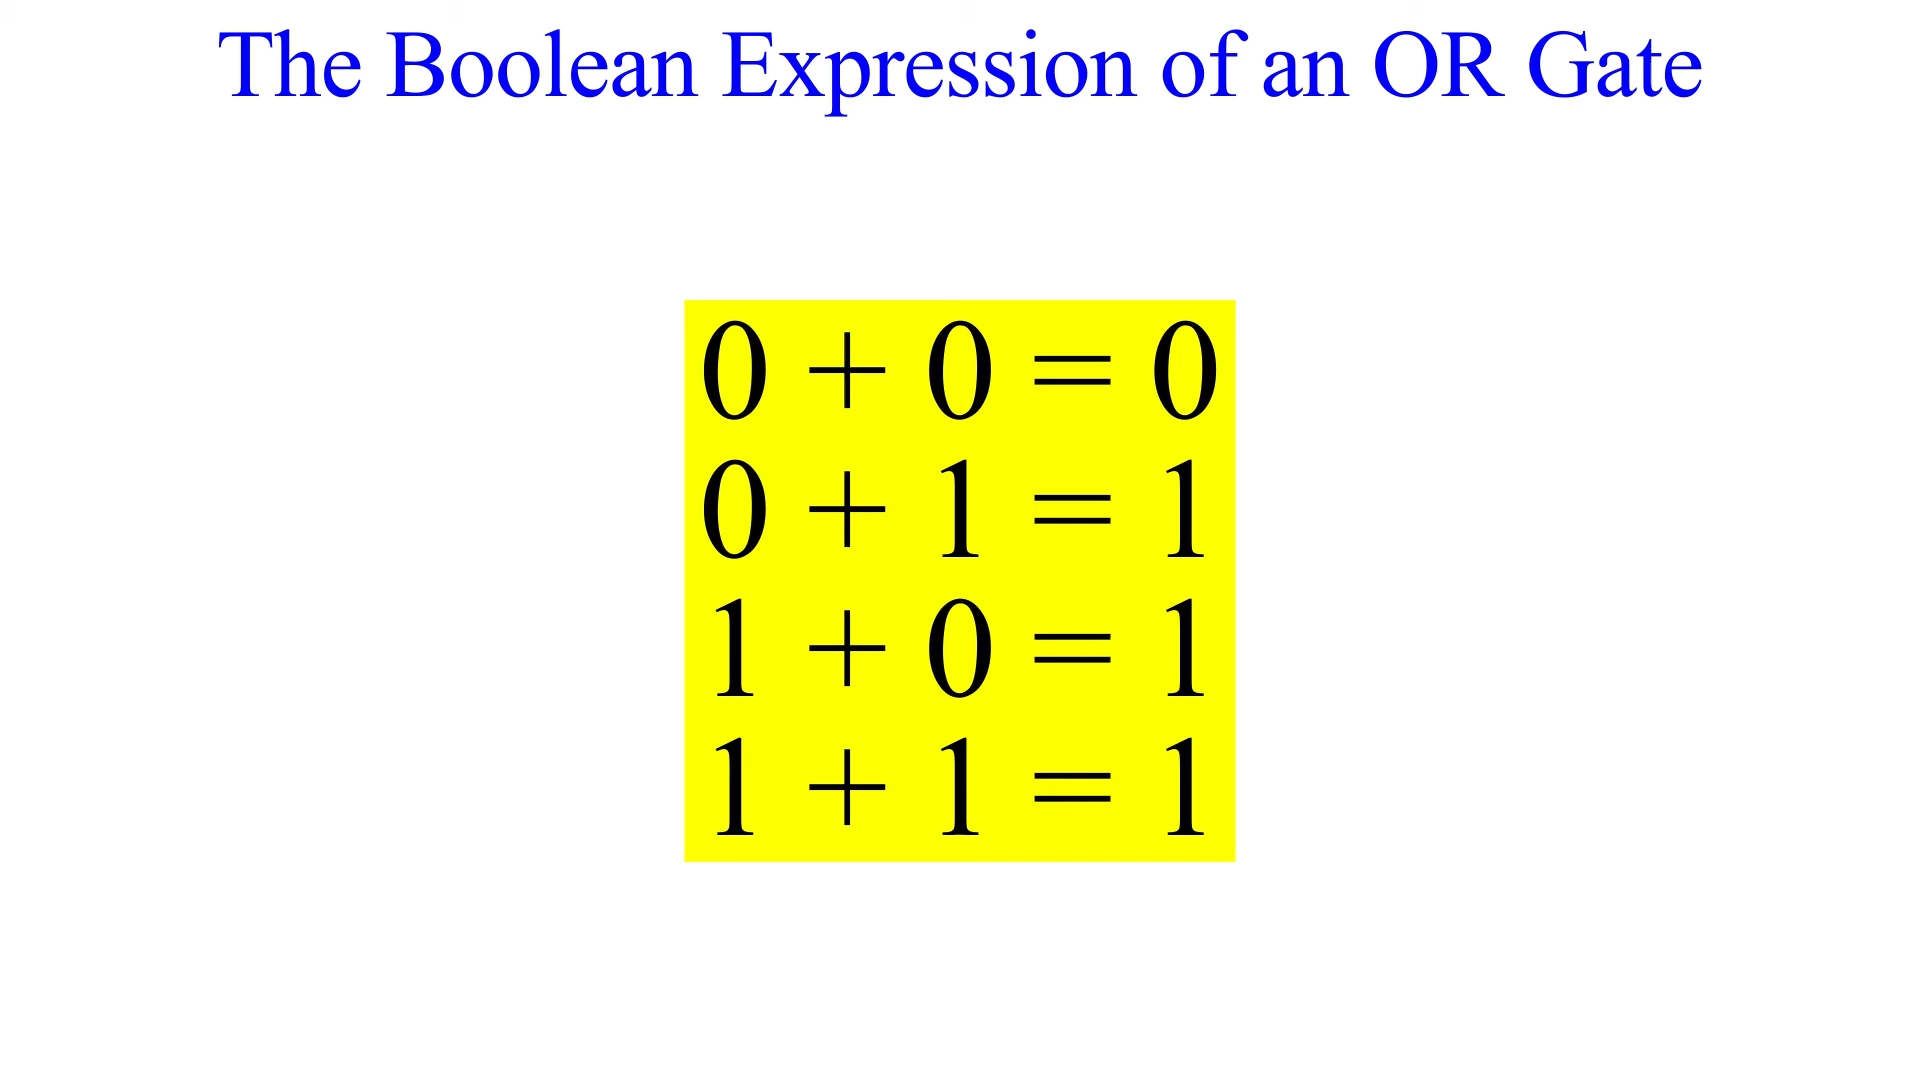 The Boolean Expression of an OR Gate
0 + 0 = 0
0 + 1 = 1
1 + 0 = 1
1 + 1 = 1